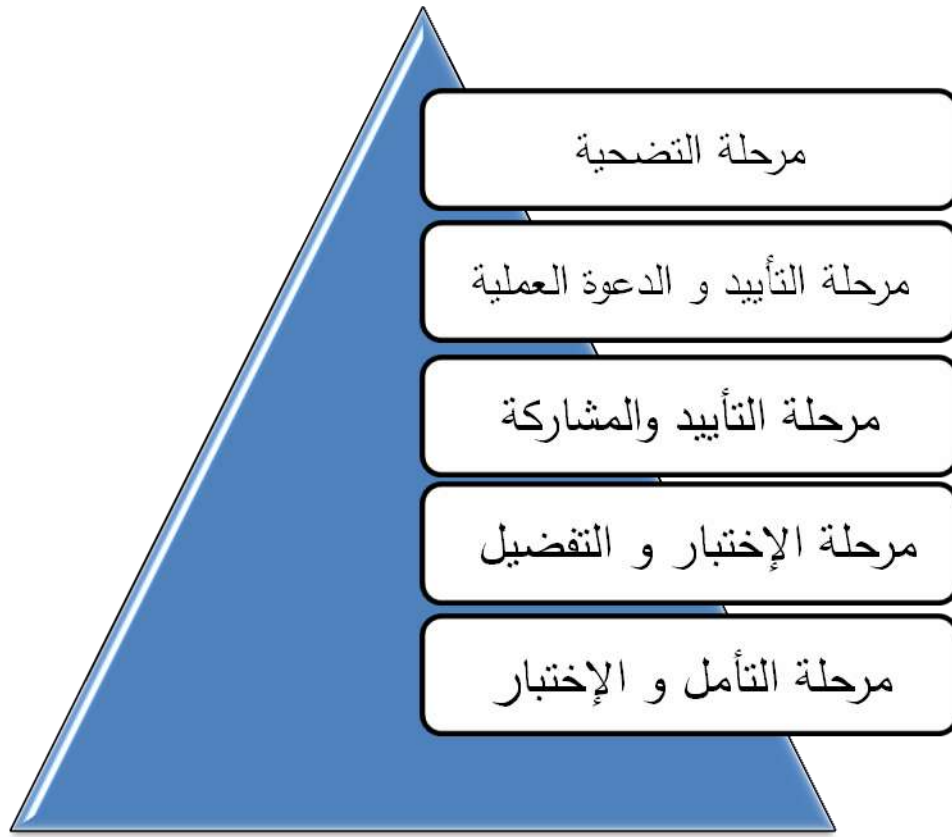 مرحلة التضحية
مرحلة التأييد و الدعوة العملية
مرحلة التأييد والمشاركة
مرحلة الإختبار و التفضيل
مرحلة التأمل و الإختبار